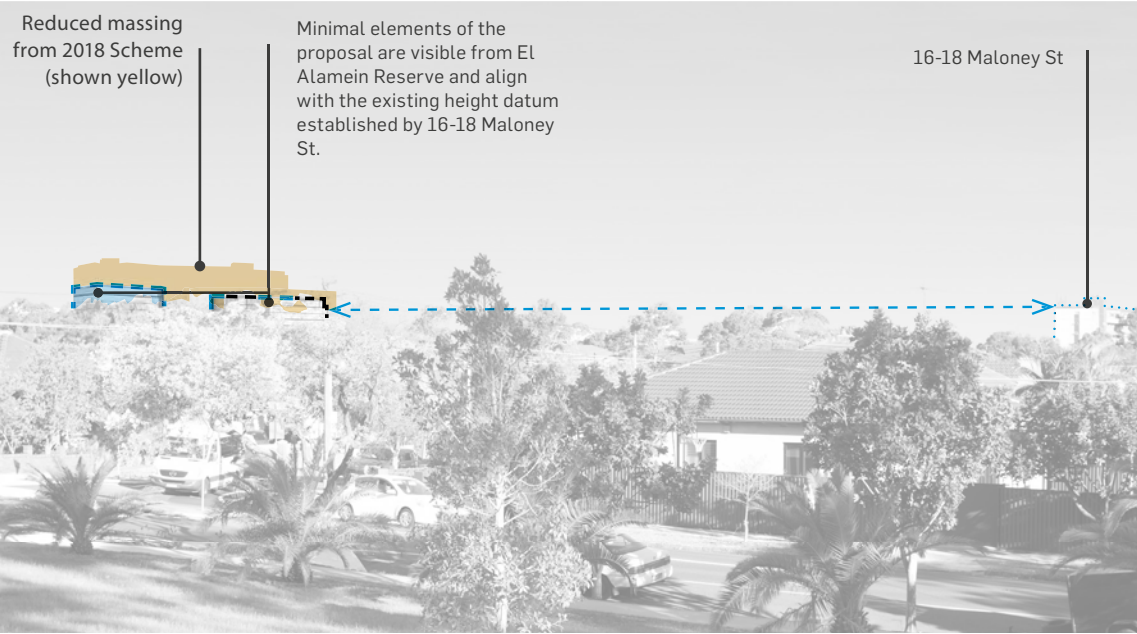 Reduced massing
from 2018 Scheme
(shown yellow)
Minimal elements of the
proposal are visible from El
Alamein Reserve and align
with the existing height datum
established by 16-18 Maloney
St.
16-18 Maloney St